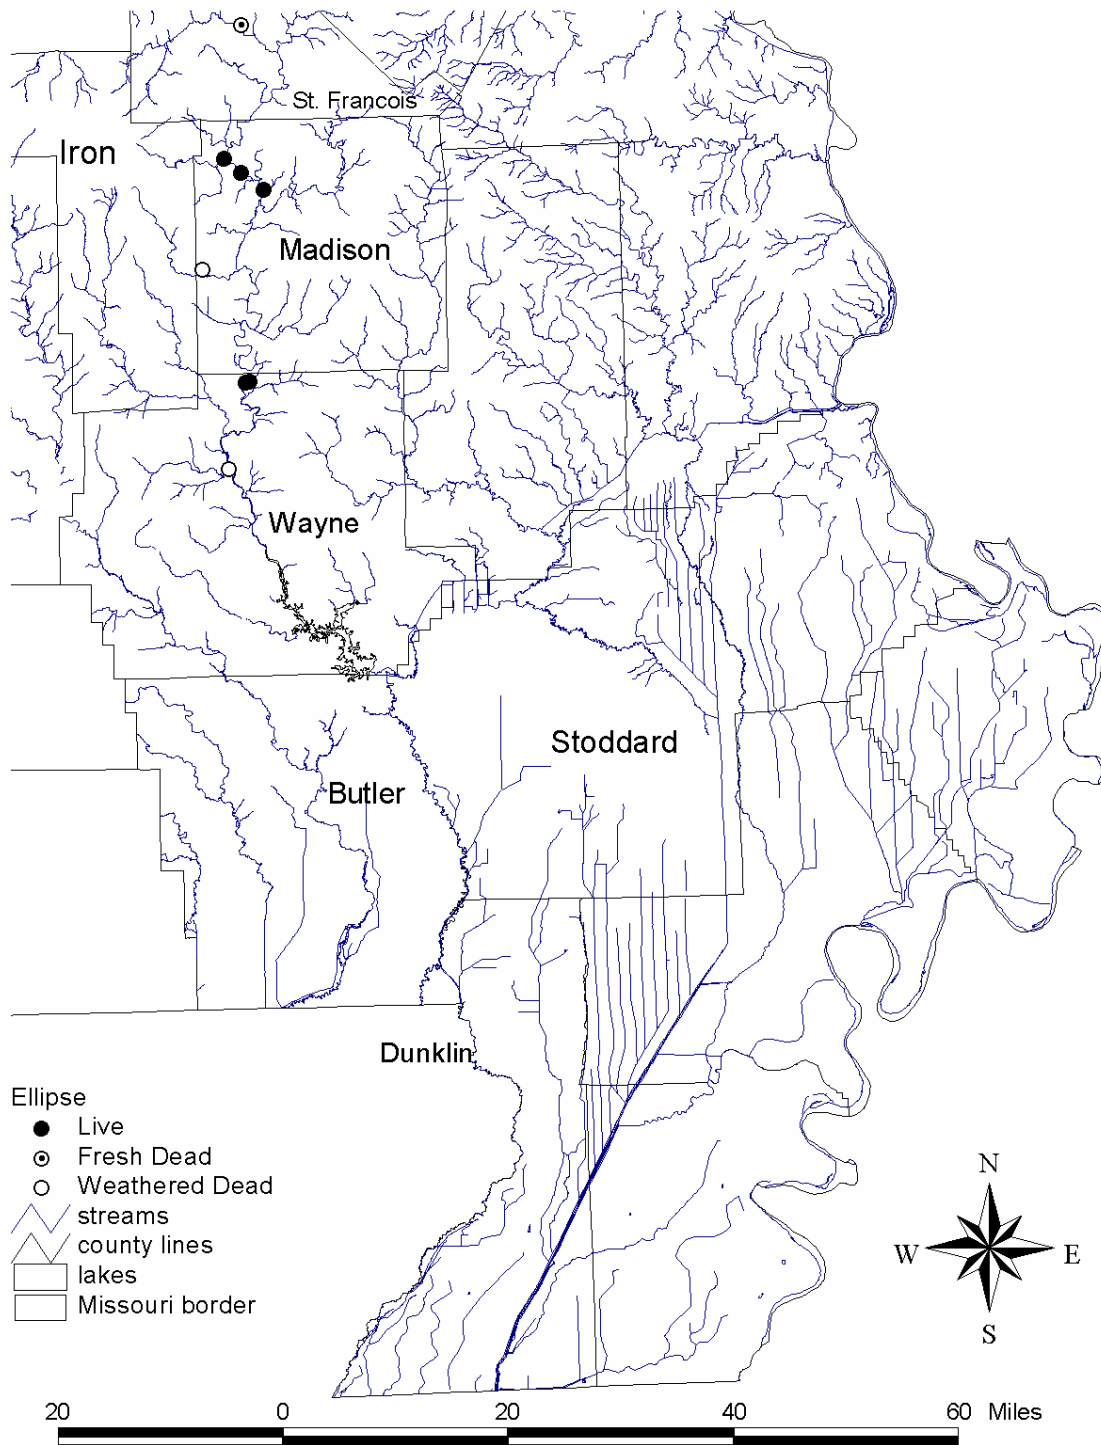 St. Francois
Iron
Madison
Wayne
Stoddard
Butler
Dunklin
Ellipse
Live
Fresh Dead
Weathered Dead
streams
county lines
lakes
Missouri border
N
W
E
S
20 0 20 40 60 Miles